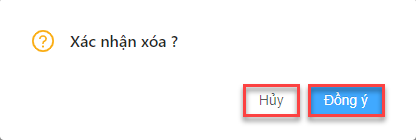 Xác nhận xóa ?
Hủy
Đồng ý